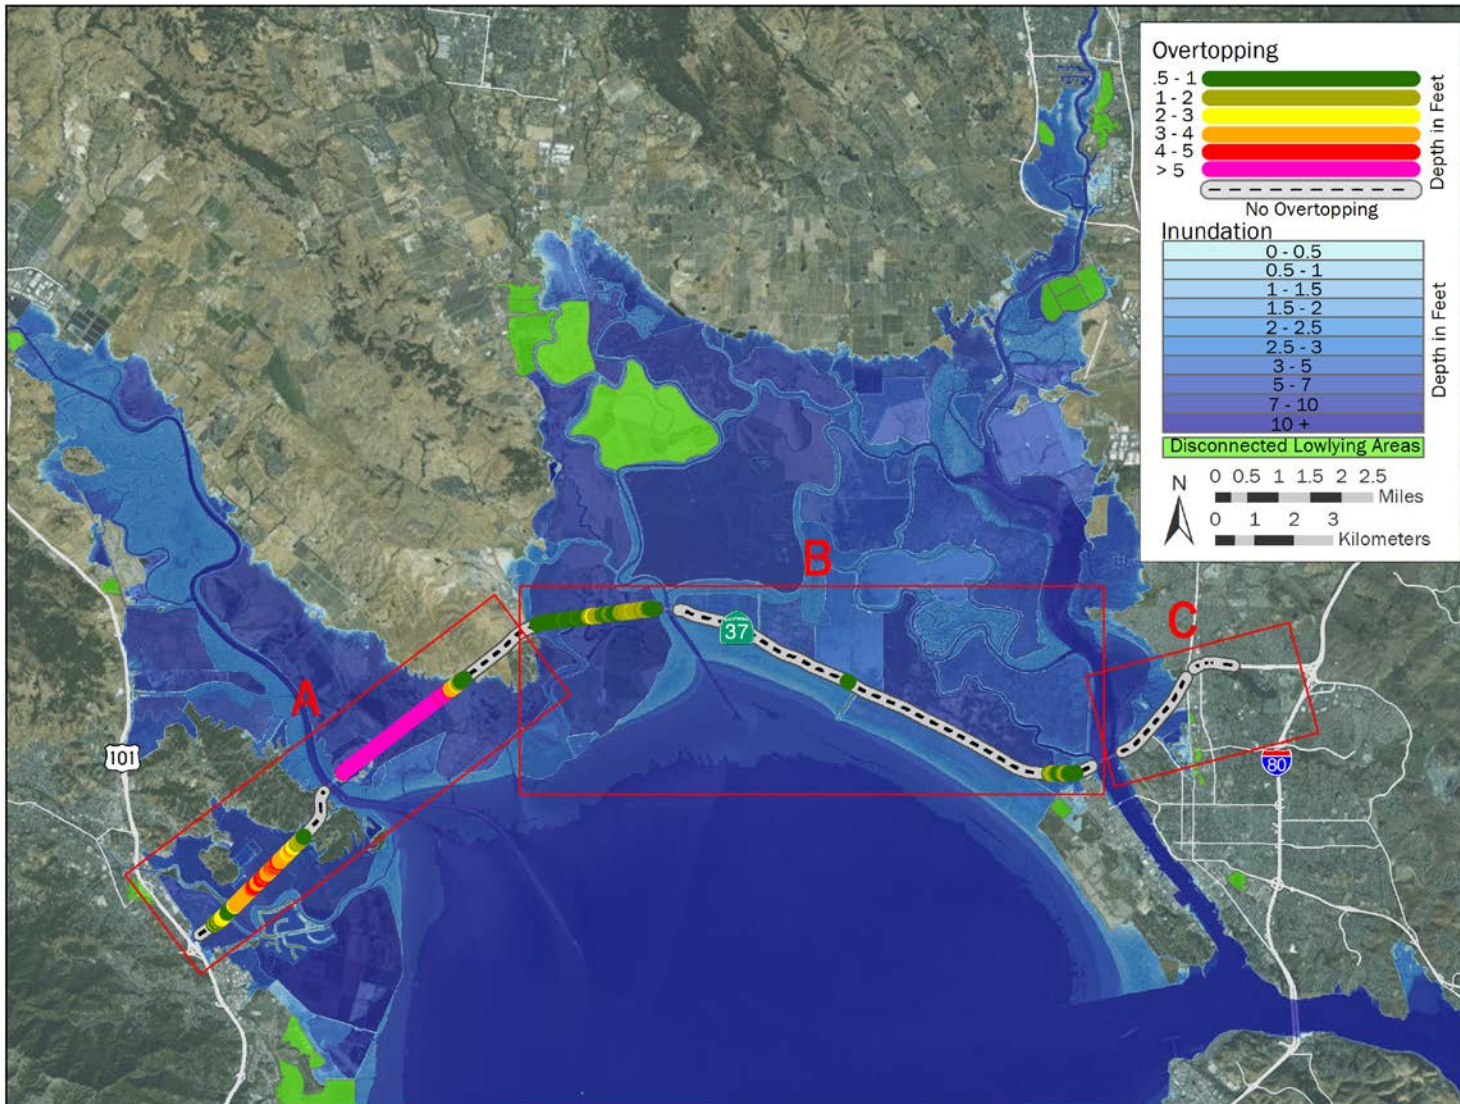 Overtopping
.5 - 1
1 - 2
2 - 3
3 - 4
4 - 5
> 5
Depth in Feet
No Overtopping
Inundation
0 - 0.5
0.5 - 1
1 - 1.5
1.5 - 2
2 - 2.5
2.5 - 3
3 - 5
5 - 7
7 - 10
10 +
Depth in Feet
Disconnected Lowlying Areas
N
0 0.5 1 1.5 2 2.5
Miles
0 1 2 3
Kilometers
B
C
37
A
101
80